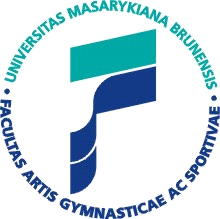 UNIVERSITAS MASARYKIANA BRUNENSIS
• FACULTAS ARTIS GYMNASTICAE AC SPORTIVAE •